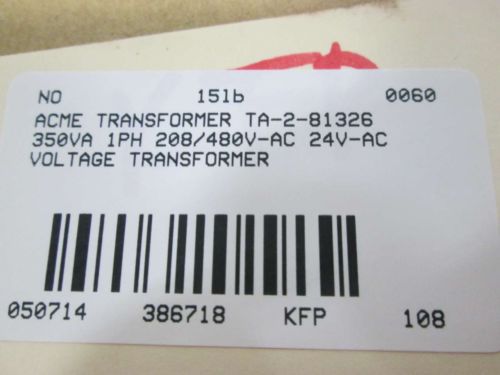 NO 15lb 0060
ACME TRANSFORMER TA-2-81326
350VA 1PH 208/480V-AC 24V-AC
VOLTAGE TRANSFORMER
050714 386718 KFP 108